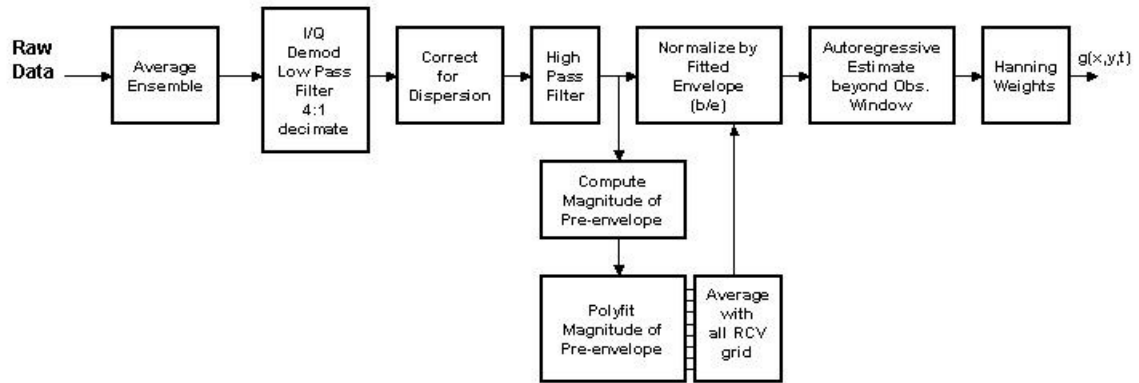 Raw
Data
Average
Ensemble
I/Q
Demod
Low Pass
Filter
4:1
decimate
Correct
for
Dispersion
High
Pass
Filter
Normalize by
Fitted
Envelope
(b/e)
Autoregressive
Estimate
beyond Obs.
Window
Hanning
Weights
g(x,y,t)
Compute
Magnitude of
Pre-envelope
Polyfit
Magnitude of
Pre-envelope
Average
with
all RCV
grid